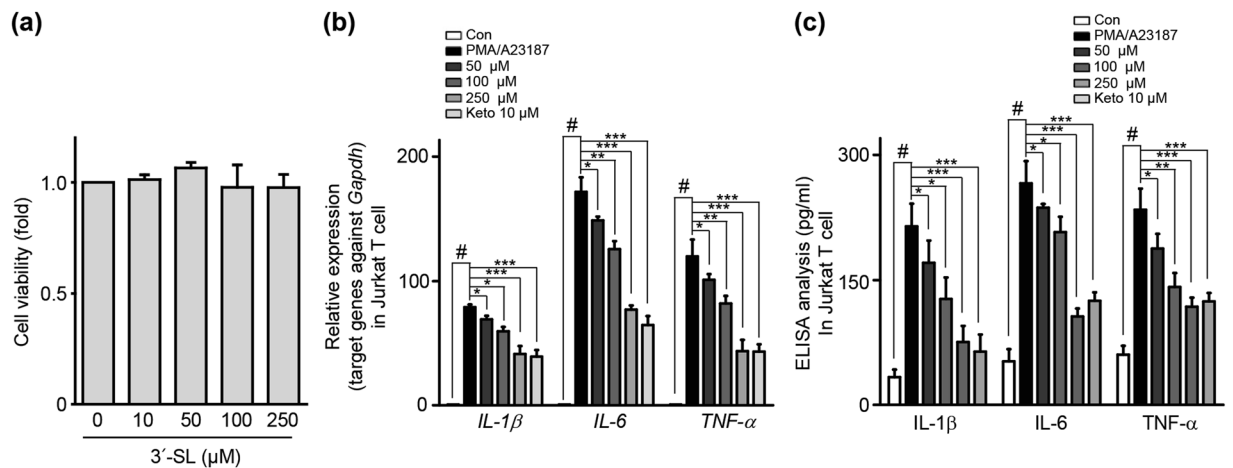 (a)
Cell viability (fold)
1.0
0.5
0
0 10 50 100 250
3´-SL (μM)
(b)
Con
PMA/A23187
50 μM
100 μM
250 μM
Keto 10 μM
Relative expression
(target genes against Gapdh)
in Jurkat T cell
200
100
0
#
***
***
*
*
#
***
***
**
*
#
***
***
**
*
IL-1β IL-6 TNF-α
(c)
Con
PMA/A23187
50 μM
100 μM
250 μM
Keto 10 μM
ELISA analysis (pg/ml)
In Jurkat T cell
300
150
0
#
***
***
*
*
#
***
***
*
*
#
***
***
**
*
IL-1β IL-6 TNF-α